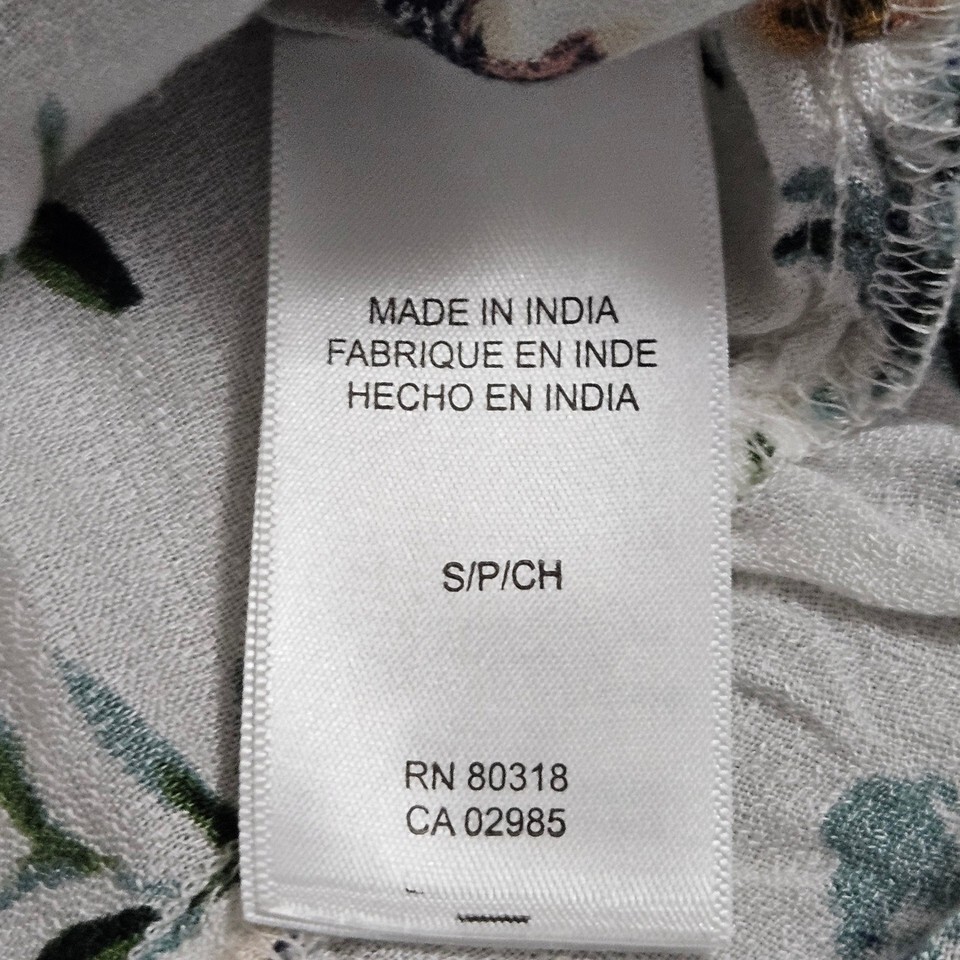 MADE IN INDIA
FABRIQUE EN INDE
HECHO EN INDIA
S/P/CH
RN 80318
CA 02985